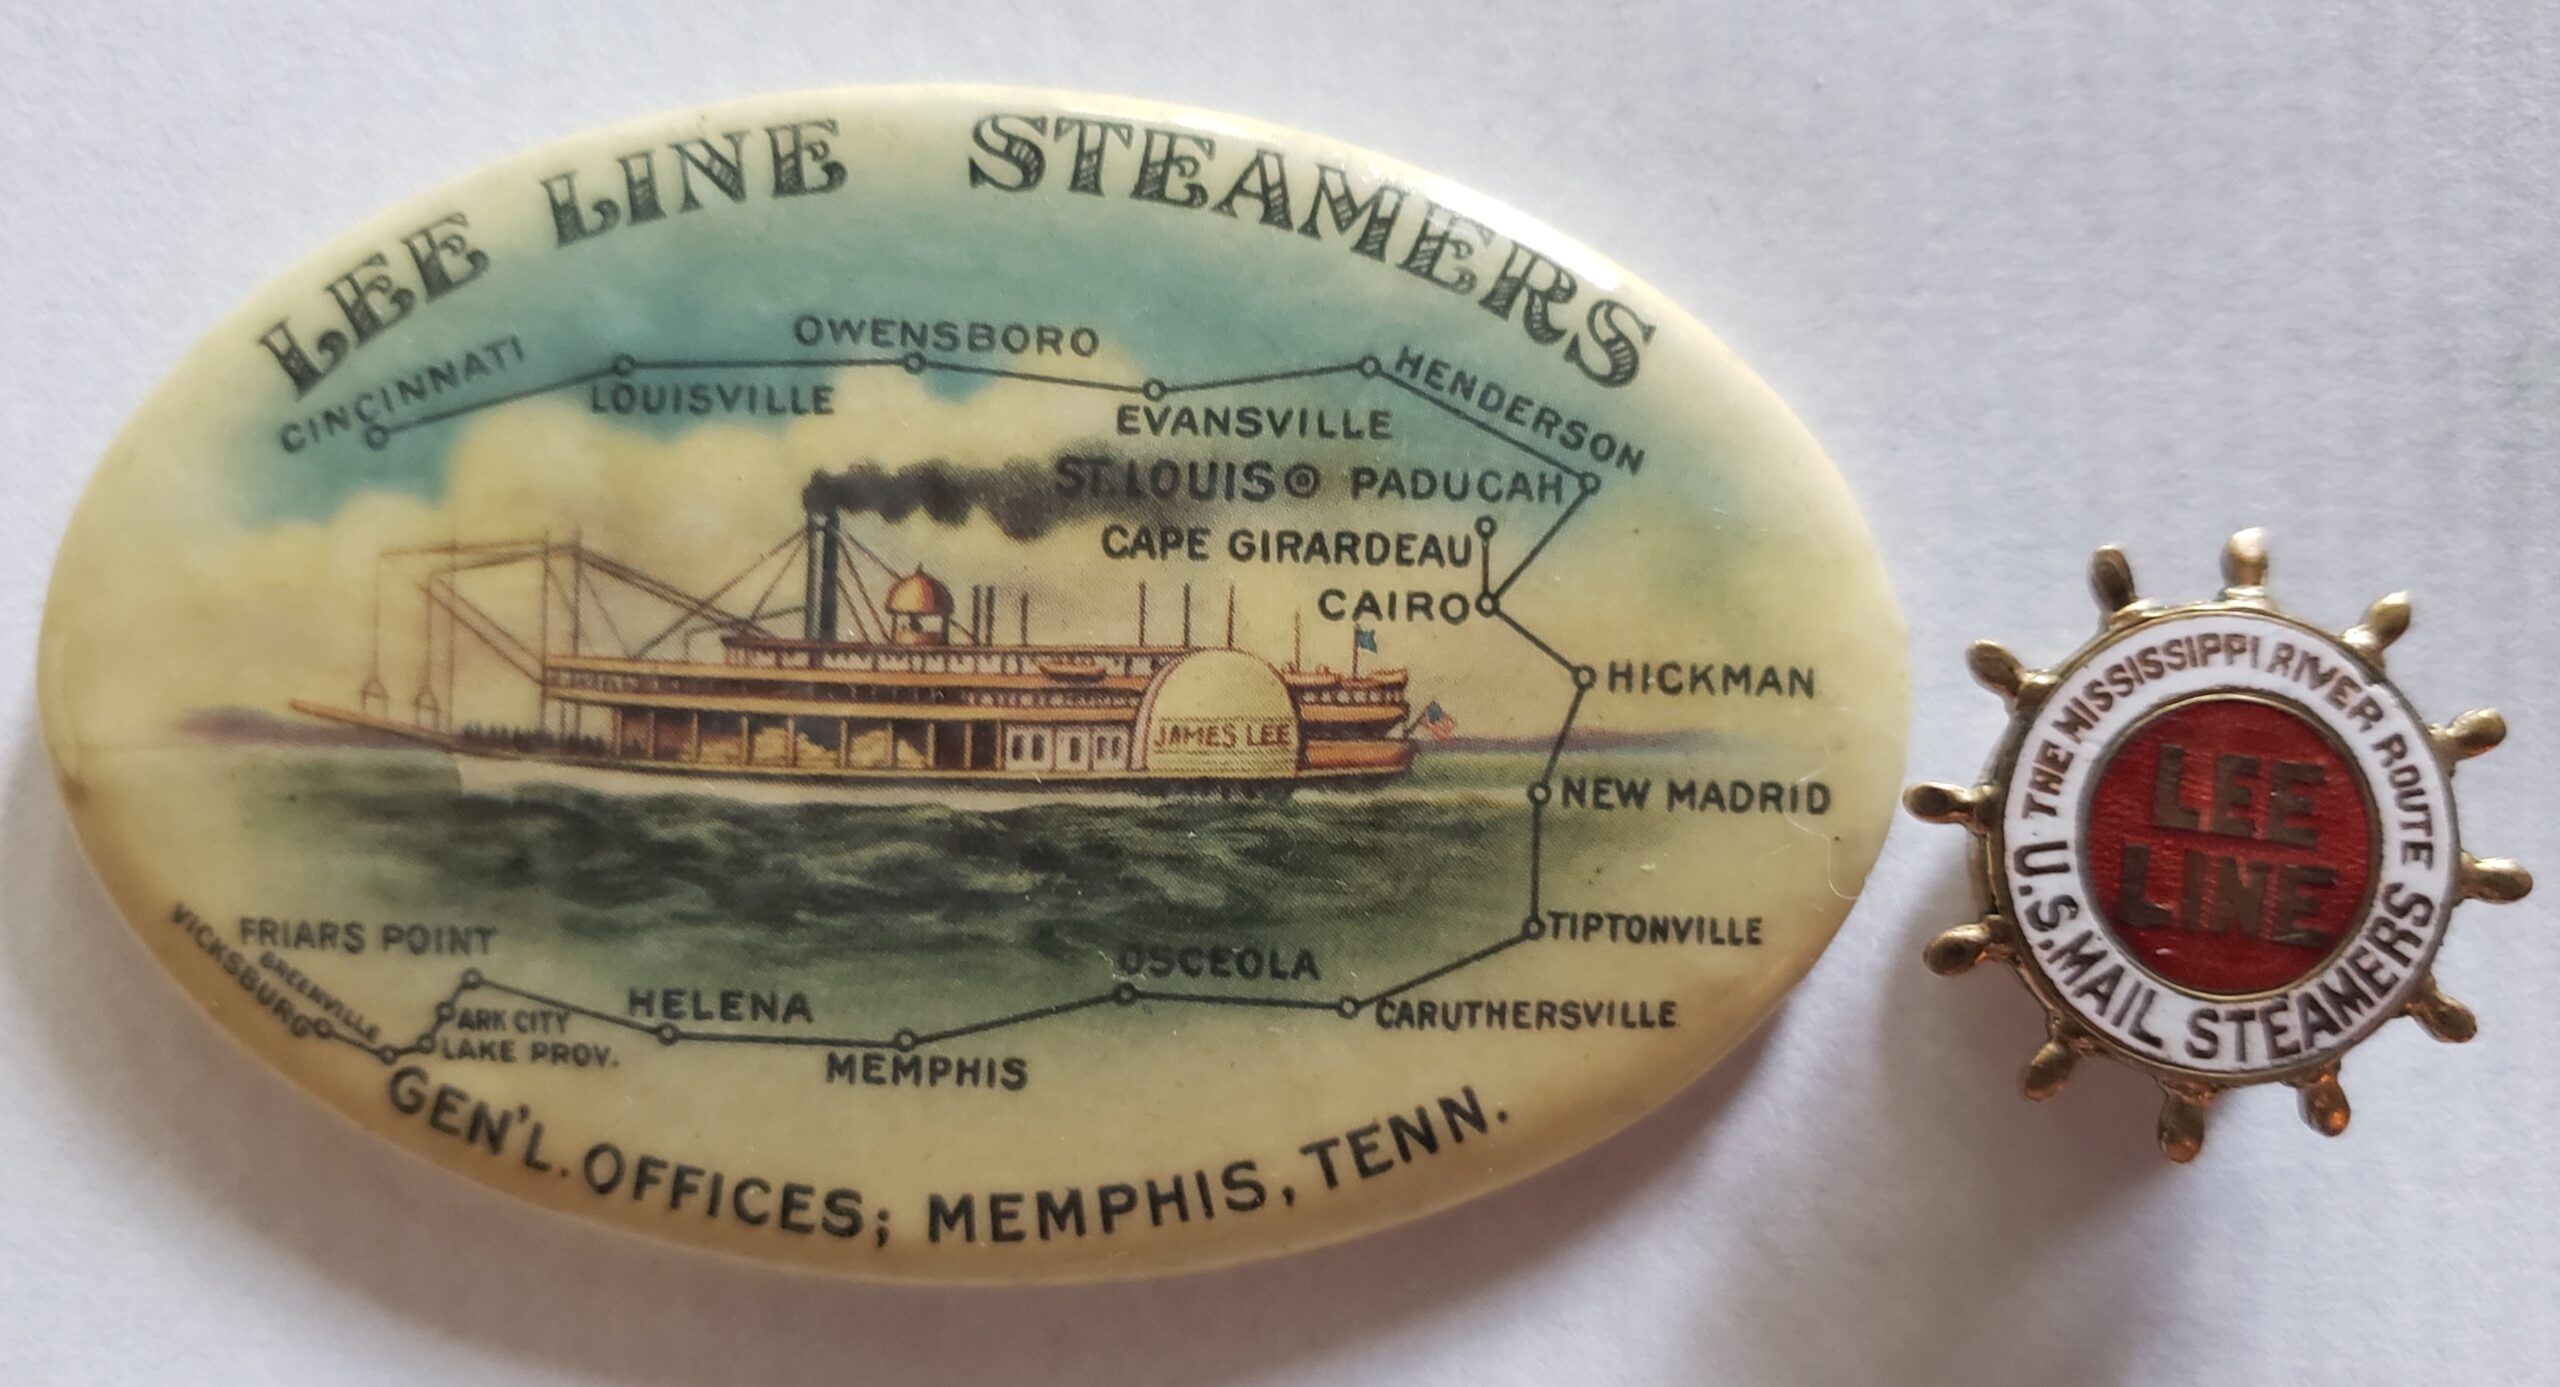 LEE LINE STEAMERS
CINCINNATI
LOUISVILLE
OWENSBORO
EVANSVILLE
HENDERSON
ST. LOUIS
PADUCAH
CAPE GIRARDEAU
CAIRO
HICKMAN
JAMES LEE
NEW MADRID
TIPTONVILLE
CARUTHERSVILLE
OSCEOLA
MEMPHIS
HELENA
FRIARS POINT
PARK CITY
LAKE PROV.
GREENVILLE
VICKSBURG
GEN'L. OFFICES; MEMPHIS, TENN.
THE MISSISSIPPI RIVER ROUTE
LEE
LINE
U.S. MAIL STEAMERS